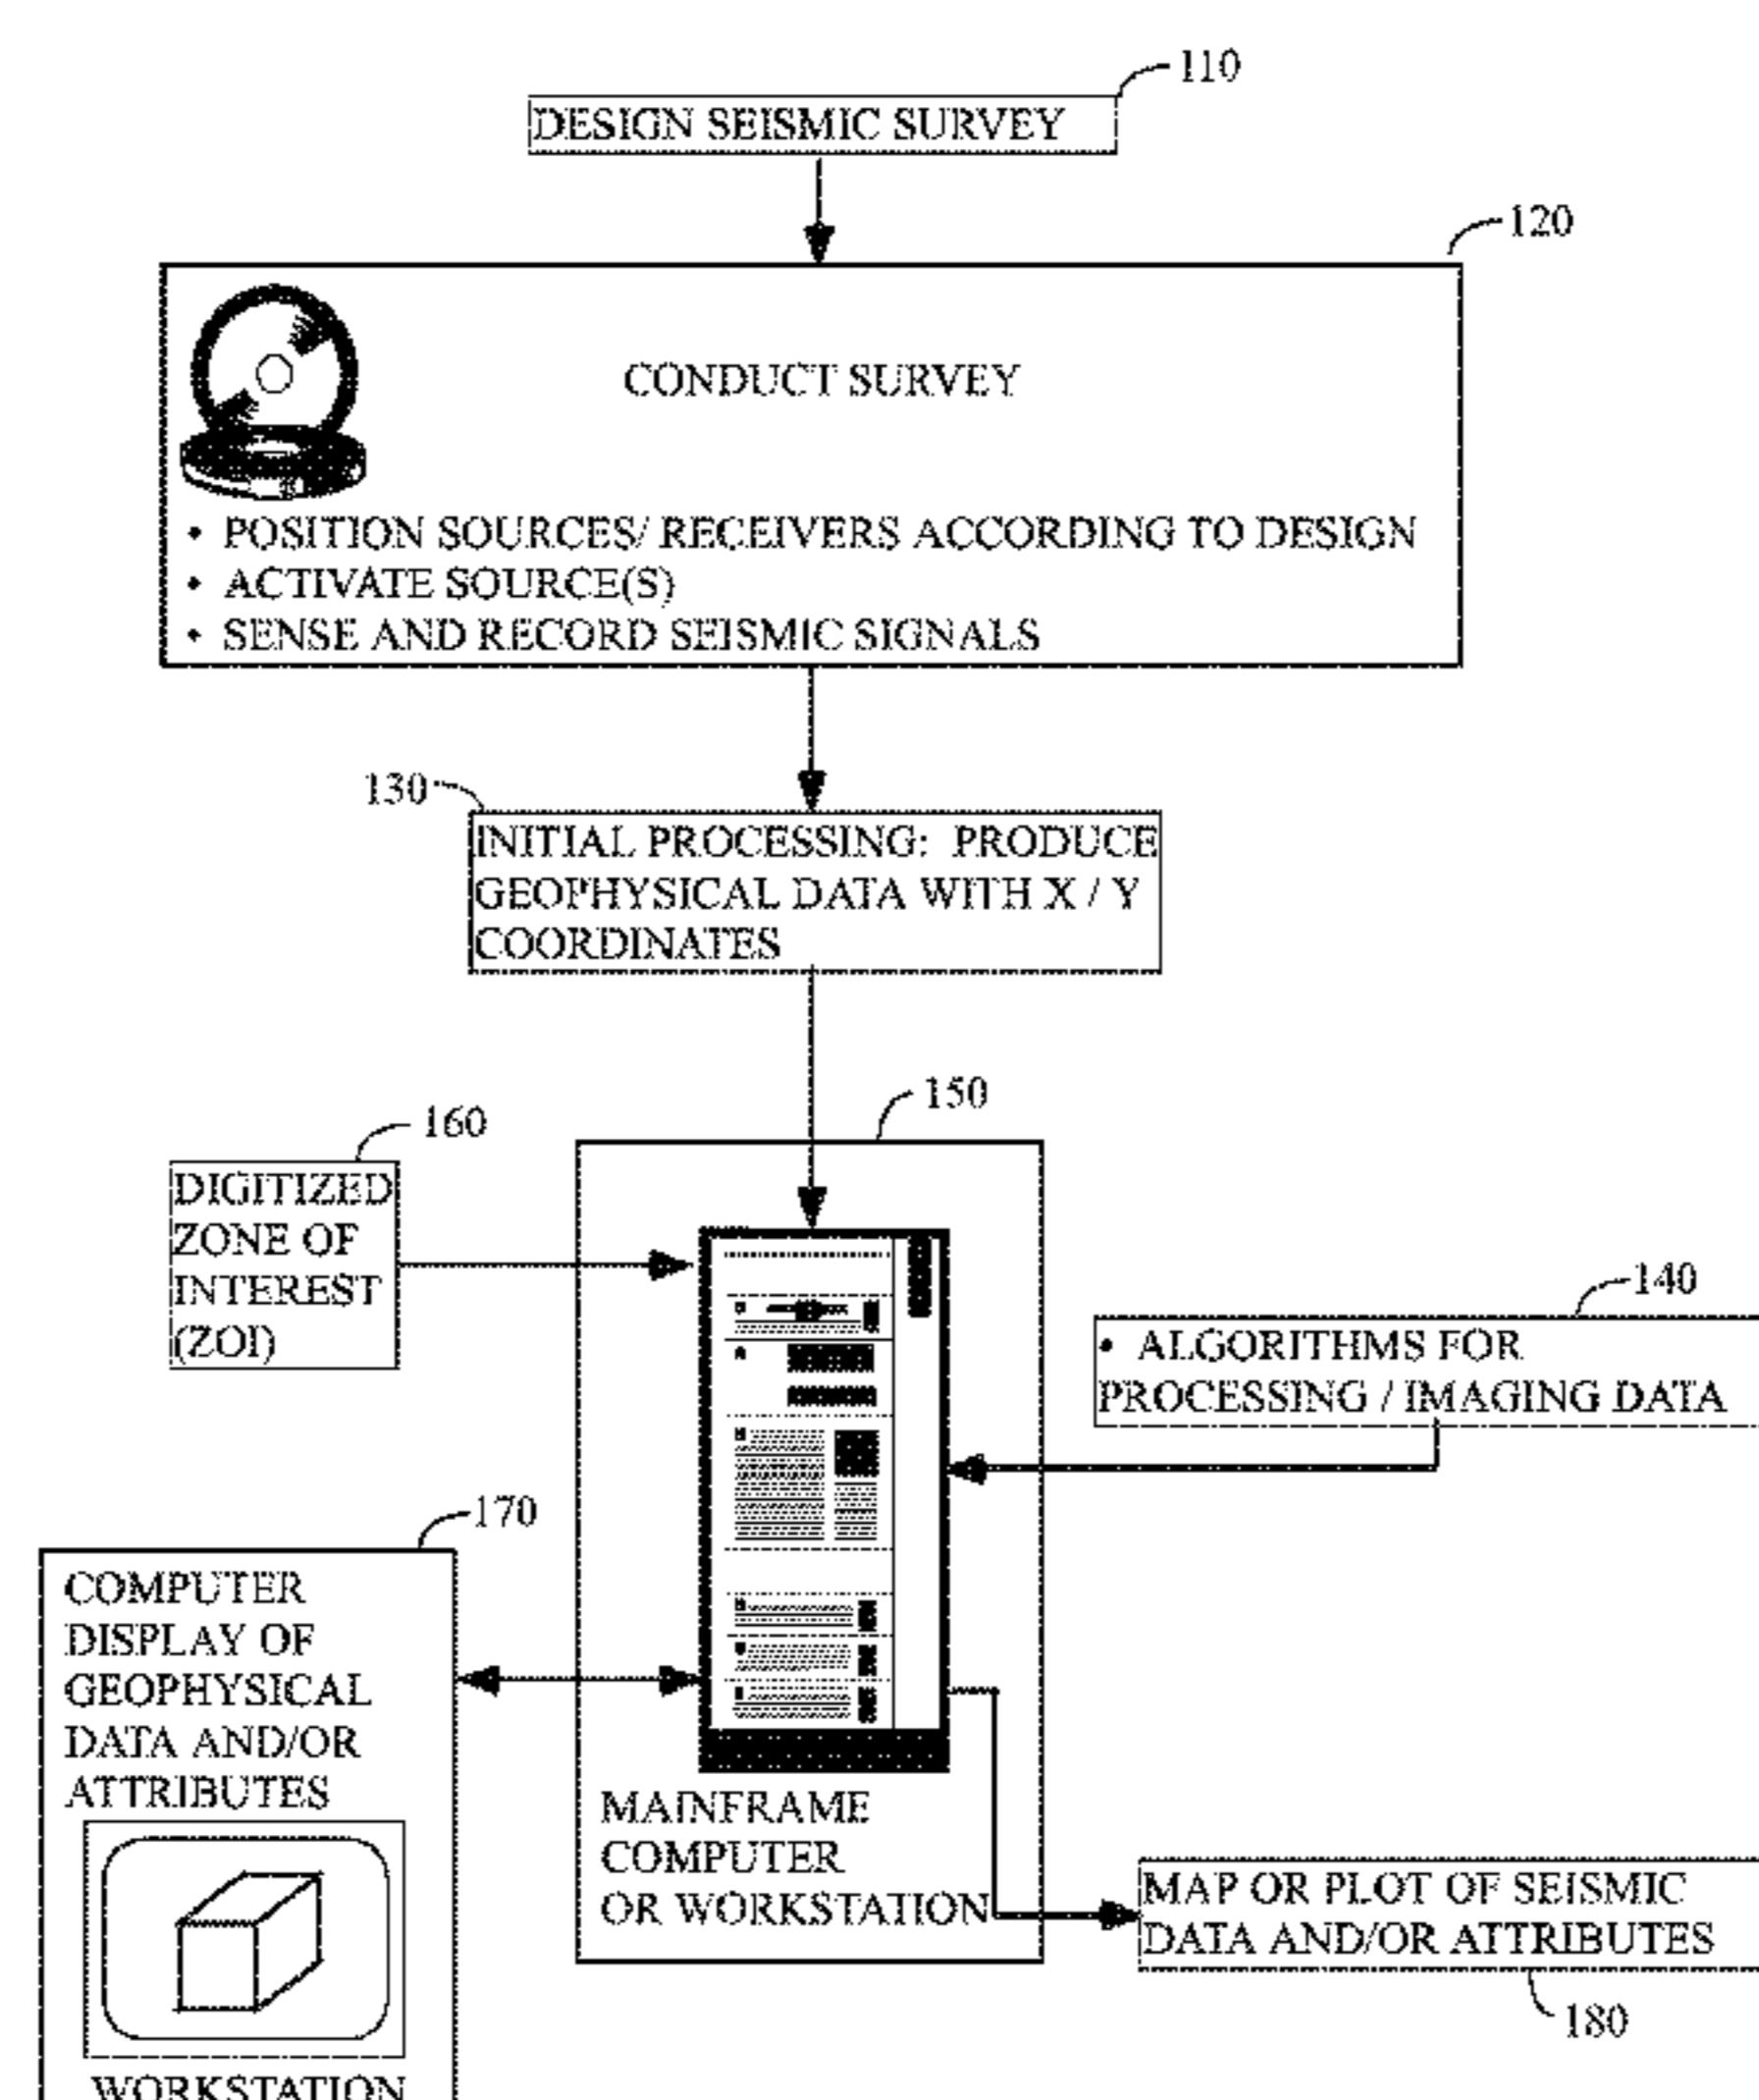 110
DESIGN SEISMIC SURVEY
120
CONDUCT SURVEY
• POSITION SOURCES/ RECEIVERS ACCORDING TO DESIGN
• ACTIVATE SOURCE(S)
• SENSE AND RECORD SEISMIC SIGNALS
130
INITIAL PROCESSING: PRODUCE
GEOPHYSICAL DATA WITH X / Y
COORDINATES
150
160
DIGITIZED
ZONE OF
INTEREST
(ZOI)
140
• ALGORITHMS FOR
PROCESSING / IMAGING DATA
170
COMPUTER
DISPLAY OF
GEOPHYSICAL
DATA AND/OR
ATTRIBUTES
WORKSTATION
MAINFRAME
COMPUTER
OR WORKSTATION
MAP OR PLOT OF SEISMIC
DATA AND/OR ATTRIBUTES
180